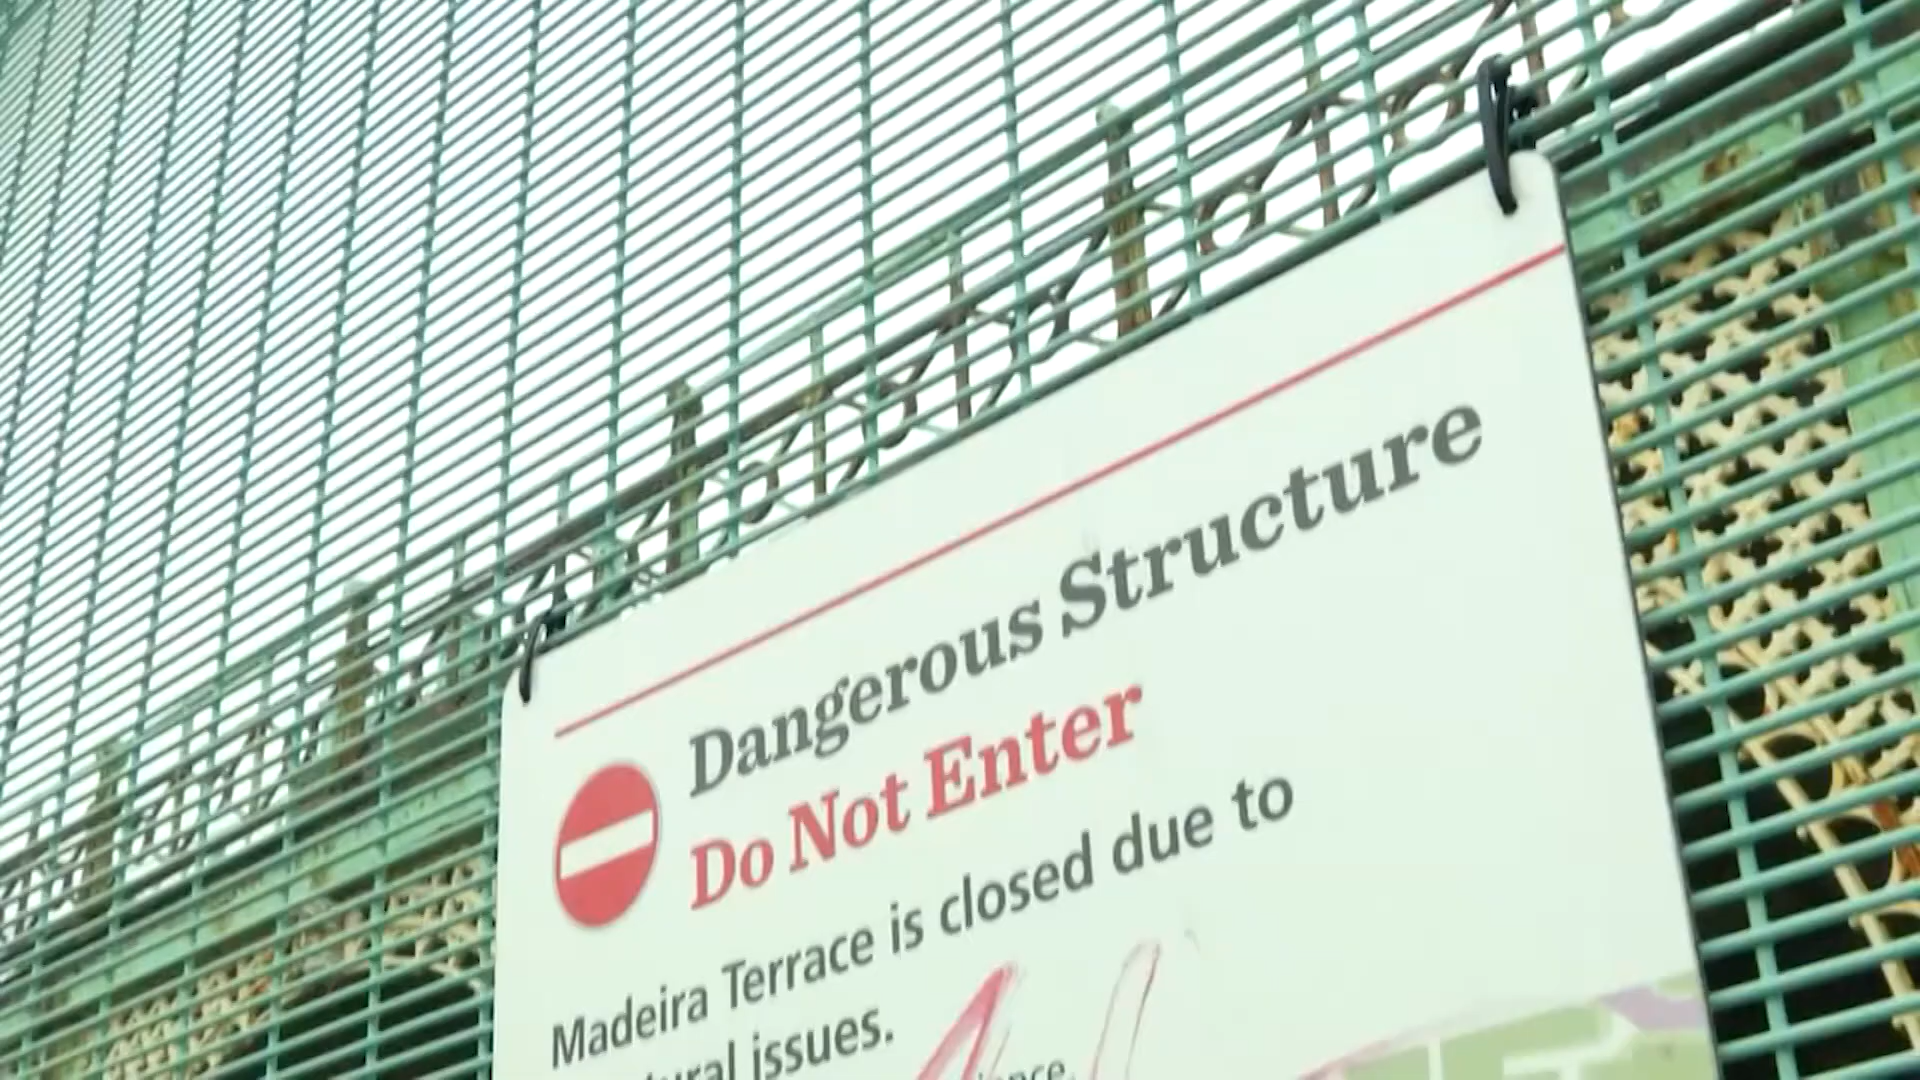 Dangerous Structure
Do Not Enter
Madeira Terrace is closed due to
issues.